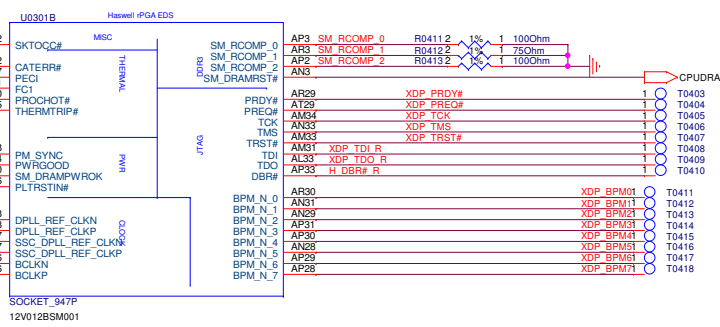 U0301B Haswell rPGA EDS
MISC
SKTOCC#
CATERR#
PECI
FC1
PROCHOT#
THERMTRIP#
THERMAL
PM_SYNC
PWRGOOD
SM_DRAMPWROK
PLTRSTIN#
PWR
DPLL_REF_CLKN
DPLL_REF_CLKP
SSC_DPLL_REF_CLKN
SSC_DPLL_REF_CLKP
BCLKN
BCLKP
CLOCK
DDR3
JTAG
SM_RCOMP_0 AP3 SM_RCOMP_0 R0411 2 1% 1 100Ohm
SM_RCOMP_1 AR3 SM_RCOMP_1 R0412 2 1% 1 75Ohm
SM_RCOMP_2 AP2 SM_RCOMP_2 R0413 2 1% 1 100Ohm
SM_DRAMRST# AN3 CPUDRA
PRDY# AR29 XDP_PRDY# 1 T0403
PREQ# AT29 XDP_PREQ# 1 T0404
TCK AM34 XDP_TCK 1 T0405
TMS AN33 XDP_TMS 1 T0406
TRST# AM33 XDP_TRST# 1 T0407
TDI AM31 XDP_TDI_R 1 T0408
TDO AL33 XDP_TDO_R 1 T0409
DBR# AP33 H_DBR#_R 1 T0410
BPM_N_0 AR30 XDP_BPM0 1 T0411
BPM_N_1 AN31 XDP_BPM1 1 T0412
BPM_N_2 AN29 XDP_BPM2 1 T0413
BPM_N_3 AP31 XDP_BPM3 1 T0414
BPM_N_4 AP30 XDP_BPM4 1 T0415
BPM_N_5 AN28 XDP_BPM5 1 T0416
BPM_N_6 AP29 XDP_BPM6 1 T0417
BPM_N_7 AP28 XDP_BPM7 1 T0418
SOCKET_947P
12V012BSM001